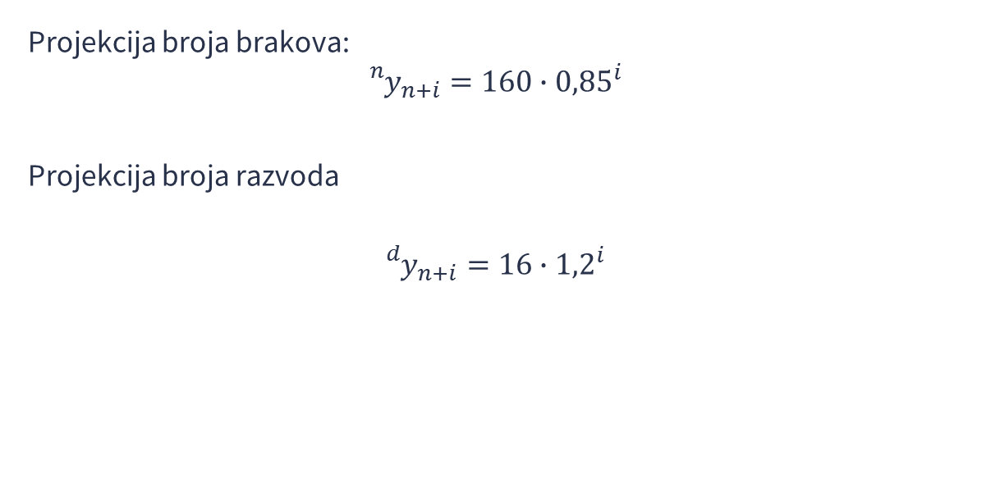 Projekcija broja brakova:
ⁿyₙ₊ᵢ = 160 · 0,85ⁱ
Projekcija broja razvoda
ᵈyₙ₊ᵢ = 16 · 1,2ⁱ